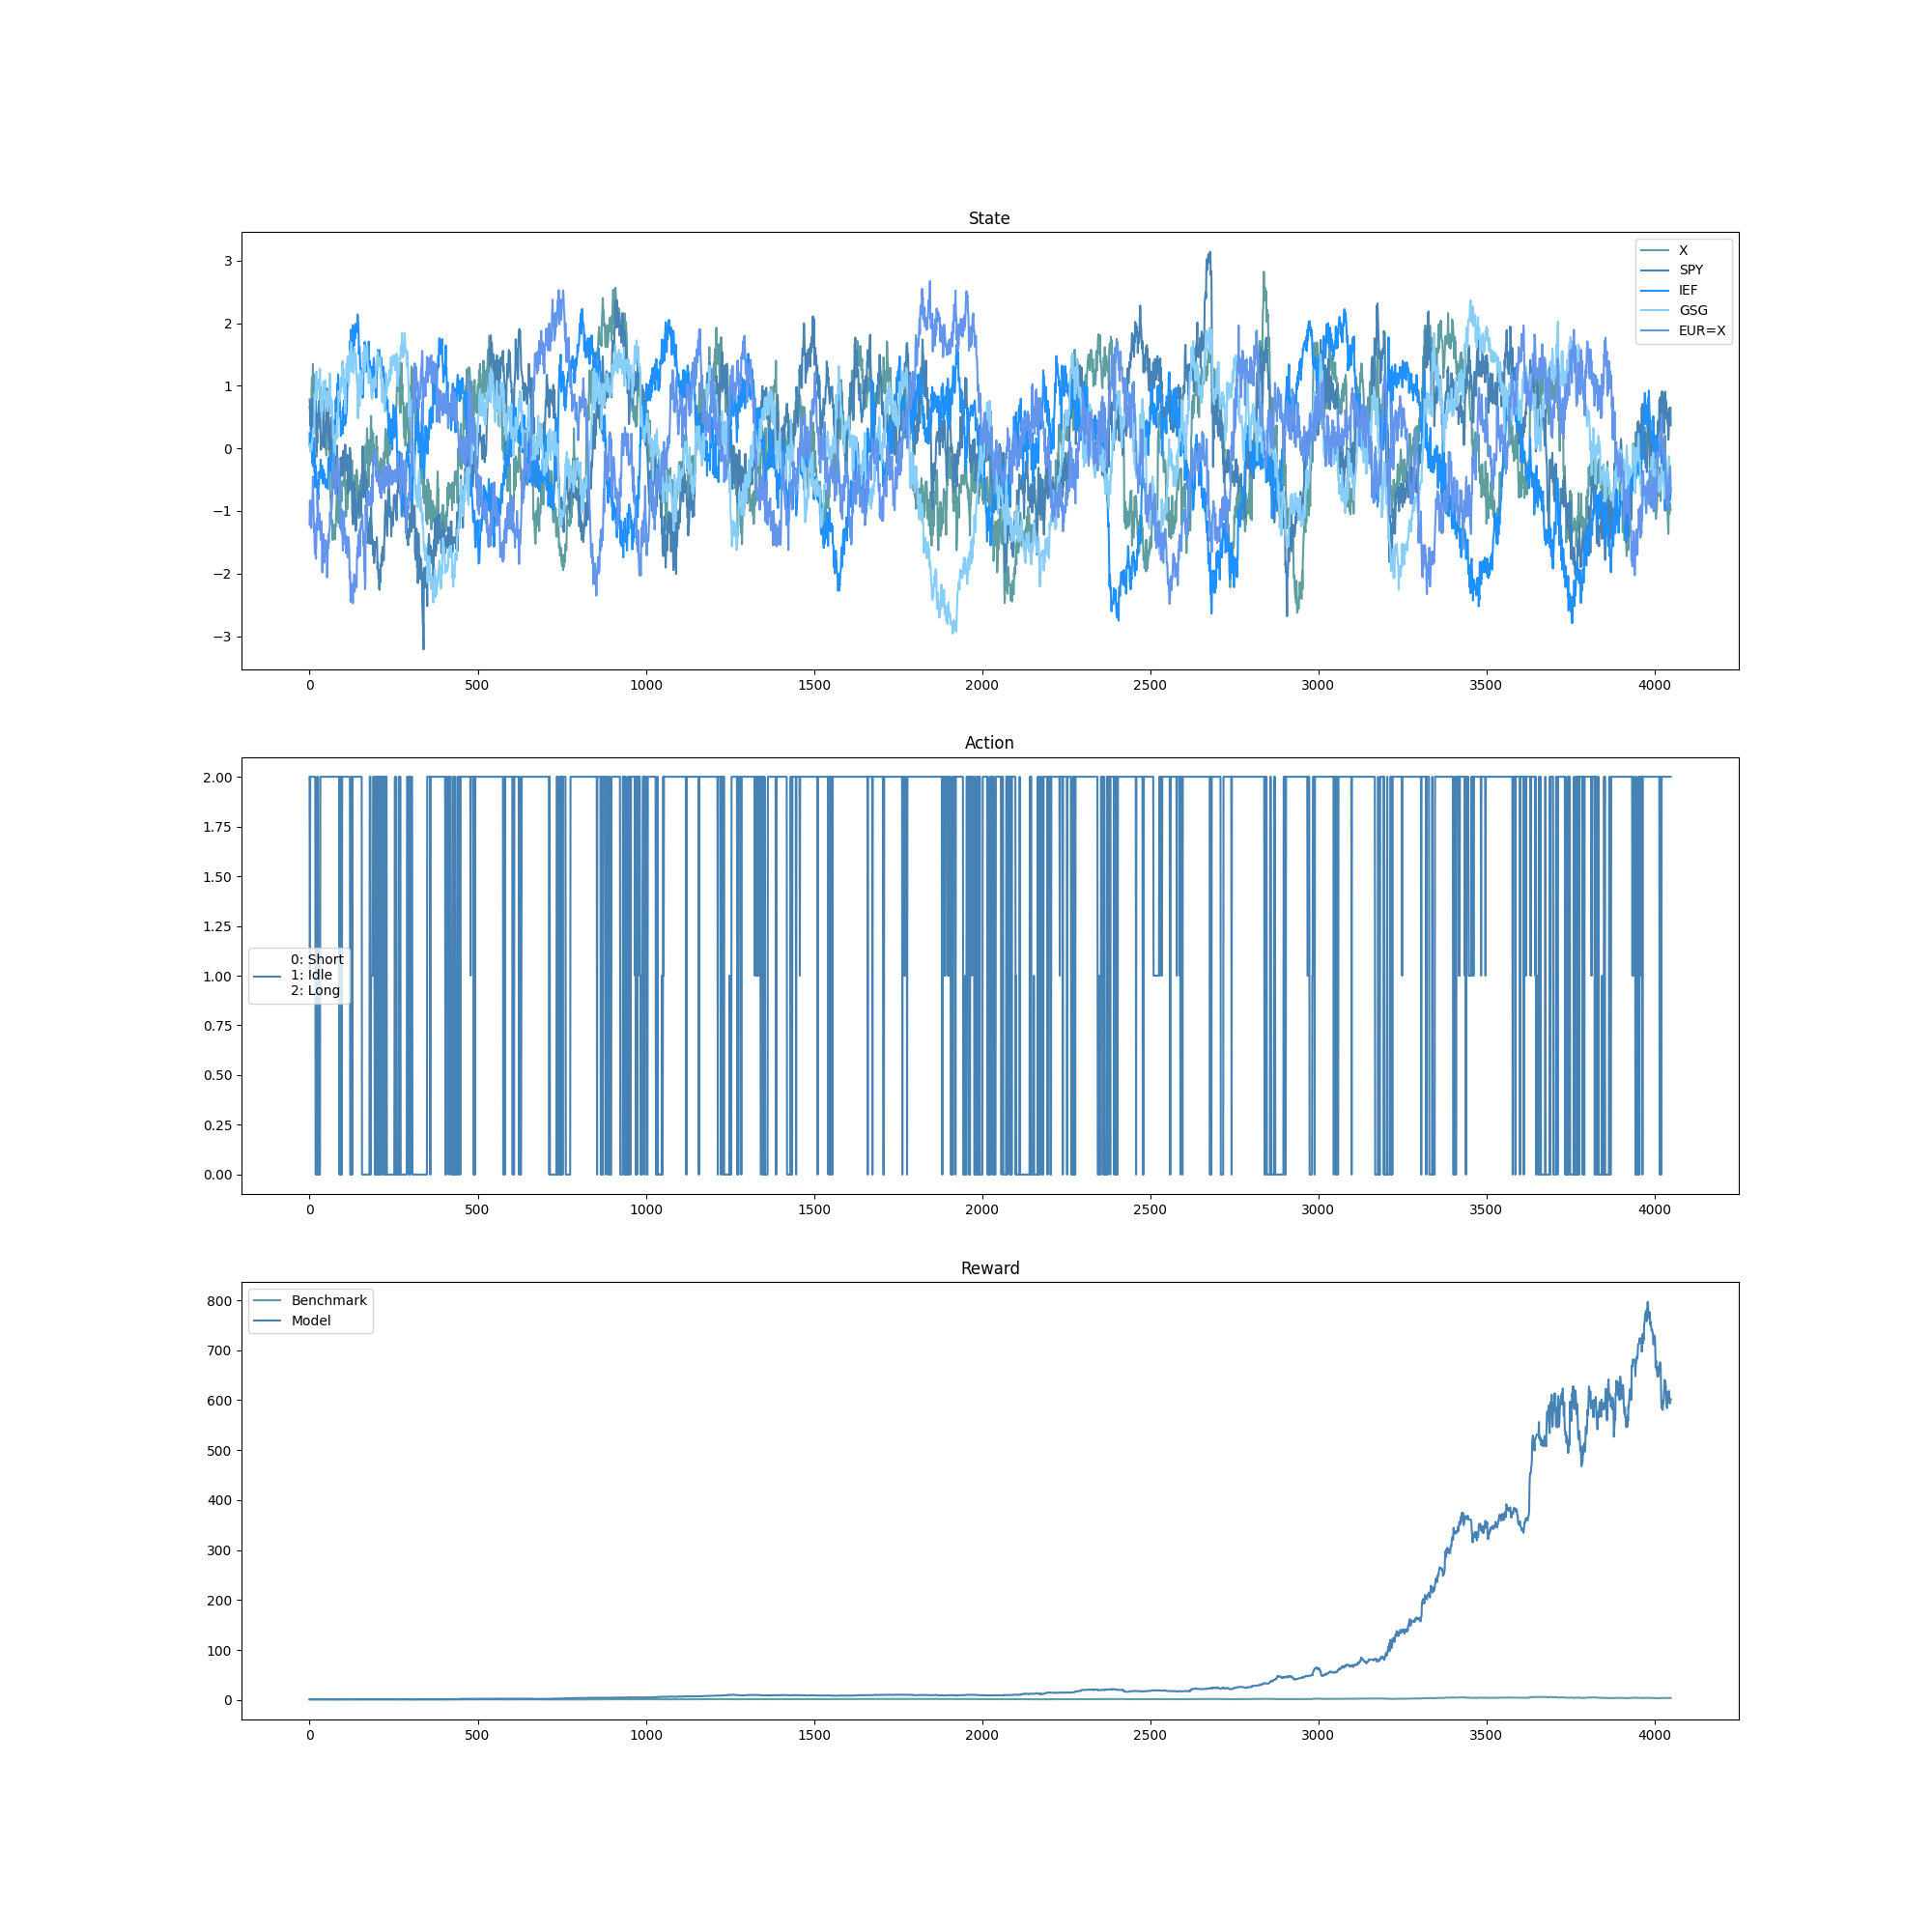 State
3
2
1
0
−1
−2
−3
X
SPY
IEF
GSG
EUR=X
0 500 1000 1500 2000 2500 3000 3500 4000
Action
2.00
1.75
1.50
1.25
1.00
0.75
0.50
0.25
0.00
0: Short
1: Idle
2: Long
0 500 1000 1500 2000 2500 3000 3500 4000
Reward
800
700
600
500
400
300
200
100
0
Benchmark
Model
0 500 1000 1500 2000 2500 3000 3500 4000